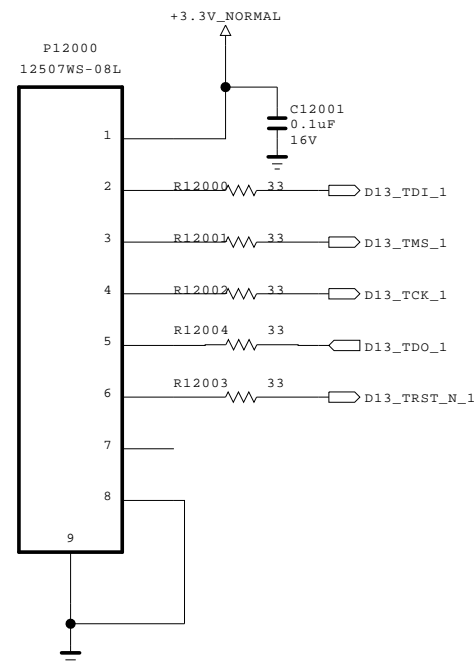 +3.3V_NORMAL
P12000
12507WS-08L
C12001
0.1uF
16V
1
2
R12000 33 D13_TDI_1
3
R12001 33 D13_TMS_1
4
R12002 33 D13_TCK_1
5
R12004 33 D13_TDO_1
6
R12003 33 D13_TRST_N_1
7
8
9